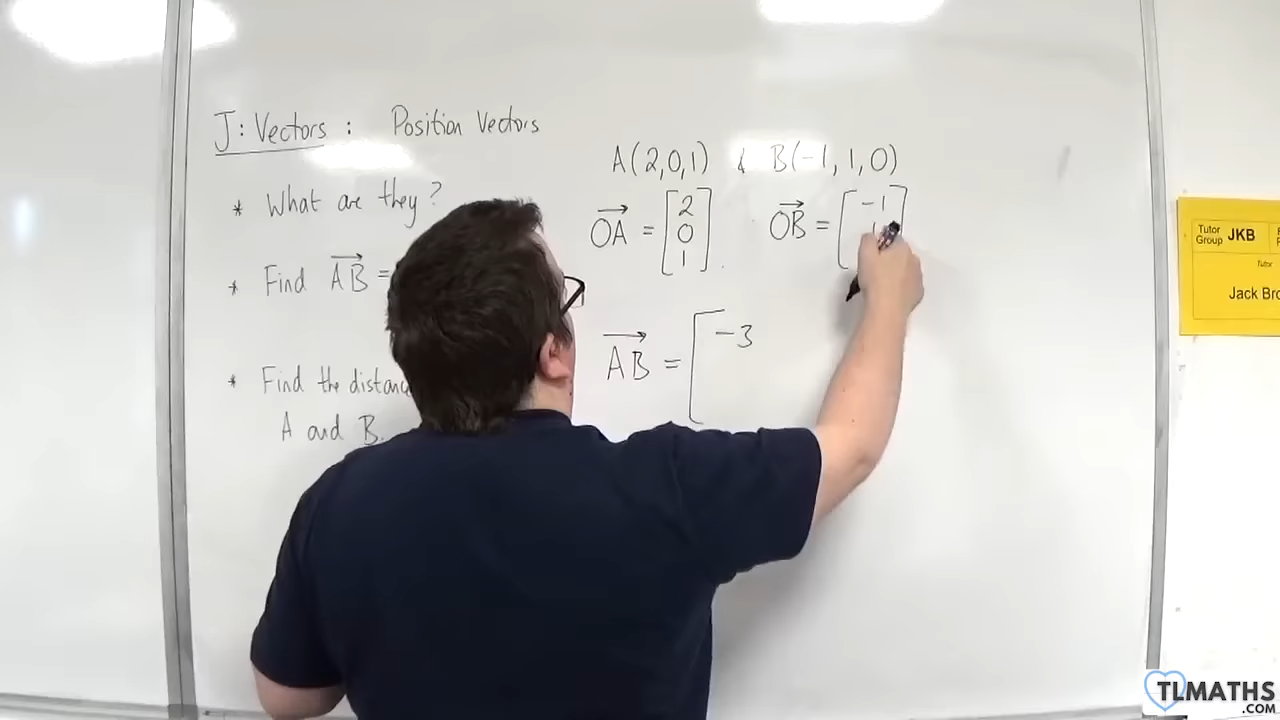 J: Vectors : Position Vectors
* What are they?
* Find AB =
* Find the distanc
A and B.
A(2,0,1) & B(-1, 1, 0)
OA = [2 0 1] . OB = [-1
AB = [-3
Tutor Group JKB
Tutor
Jack Bro
TLMATHS
.COM